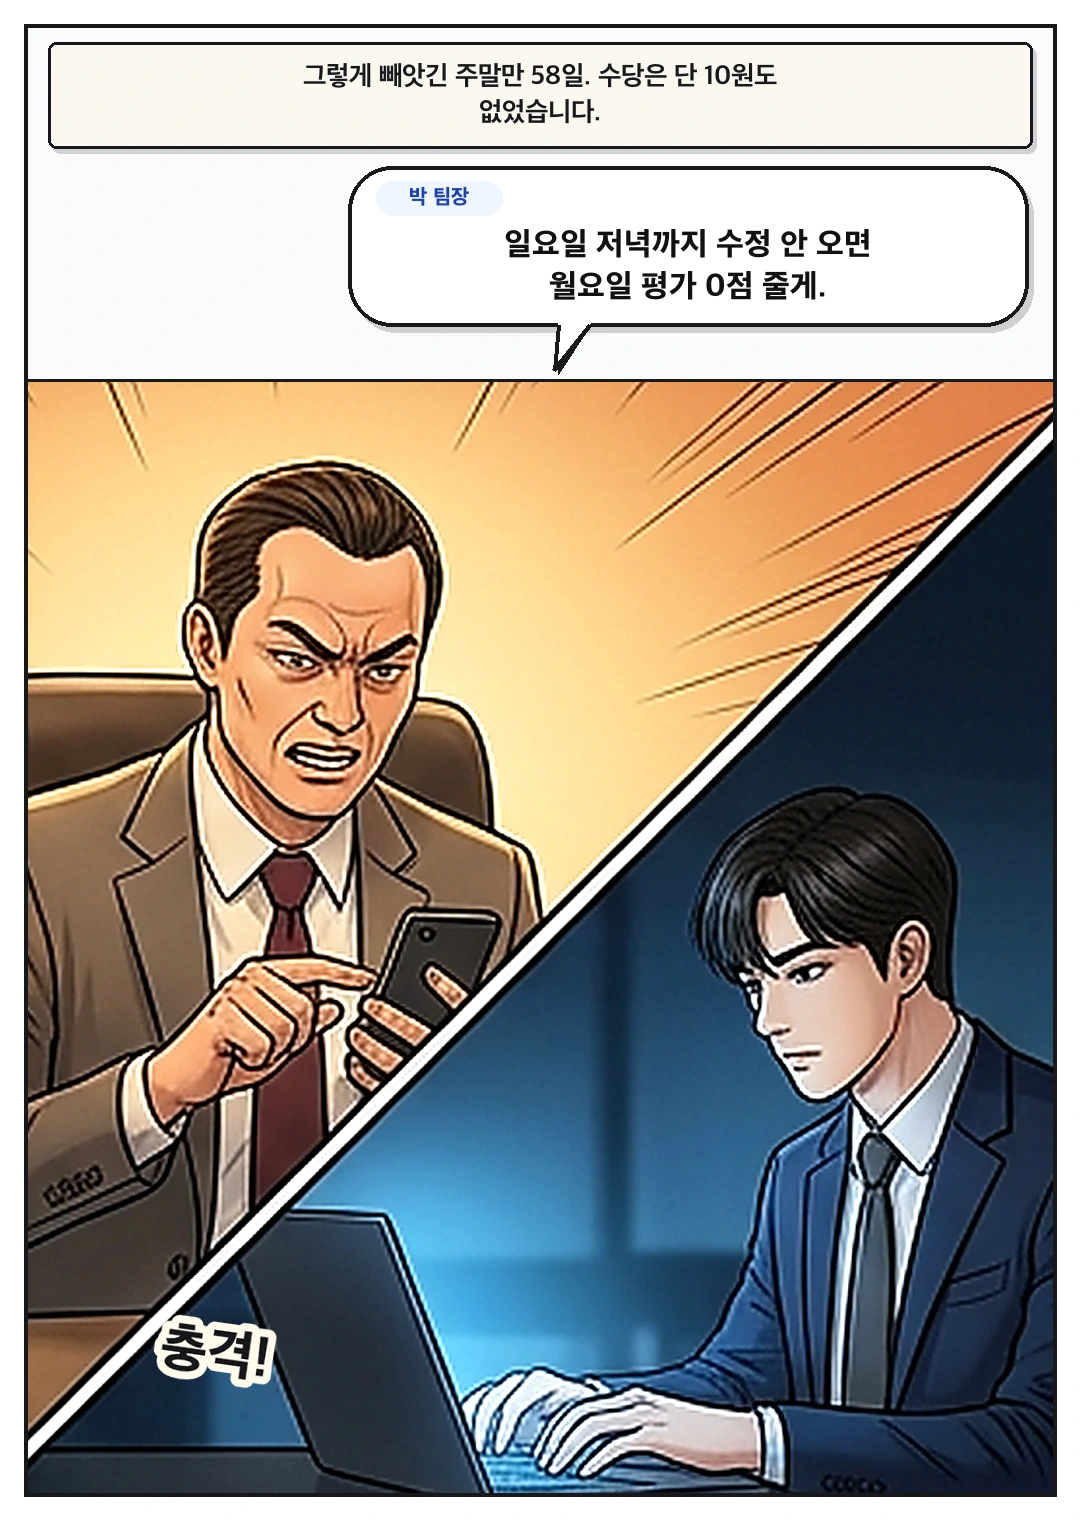 그렇게 빼앗긴 주말만 58일. 수당은 단 10원도
없었습니다.
박 팀장
일요일 저녁까지 수정 안 오면
월요일 평가 0점 줄게.
충격!